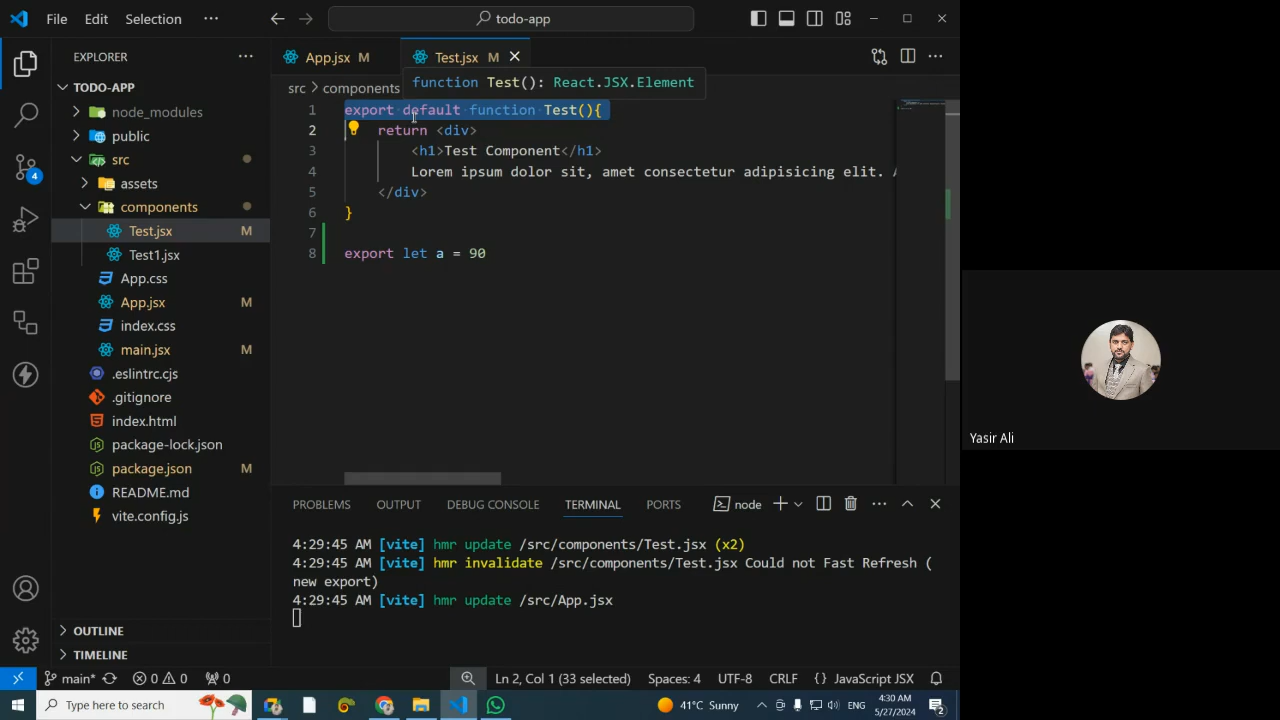 File Edit Selection ··· todo-app
EXPLORER ···
TODO-APP
node_modules
public
src
assets
components
Test.jsx M
Test1.jsx
App.css
App.jsx M
index.css
main.jsx M
.eslintrc.cjs
.gitignore
index.html
package-lock.json
package.json M
README.md
vite.config.js
OUTLINE
TIMELINE
App.jsx M Test.jsx M
src > components
function Test(): React.JSX.Element
1 export default function Test(){
2 return <div>
3 <h1>Test Component</h1>
4 Lorem ipsum dolor sit, amet consectetur adipisicing elit.
5 </div>
6 }
7
8 export let a = 90
PROBLEMS OUTPUT DEBUG CONSOLE TERMINAL PORTS node
4:29:45 AM [vite] hmr update /src/components/Test.jsx (x2)
4:29:45 AM [vite] hmr invalidate /src/components/Test.jsx Could not Fast Refresh (
new export)
4:29:45 AM [vite] hmr update /src/App.jsx
4
main* 0 0 0 Ln 2, Col 1 (33 selected) Spaces: 4 UTF-8 CRLF {} JavaScript JSX
Type here to search 41°C Sunny ENG 4:30 AM
5/27/2024 2
Yasir Ali